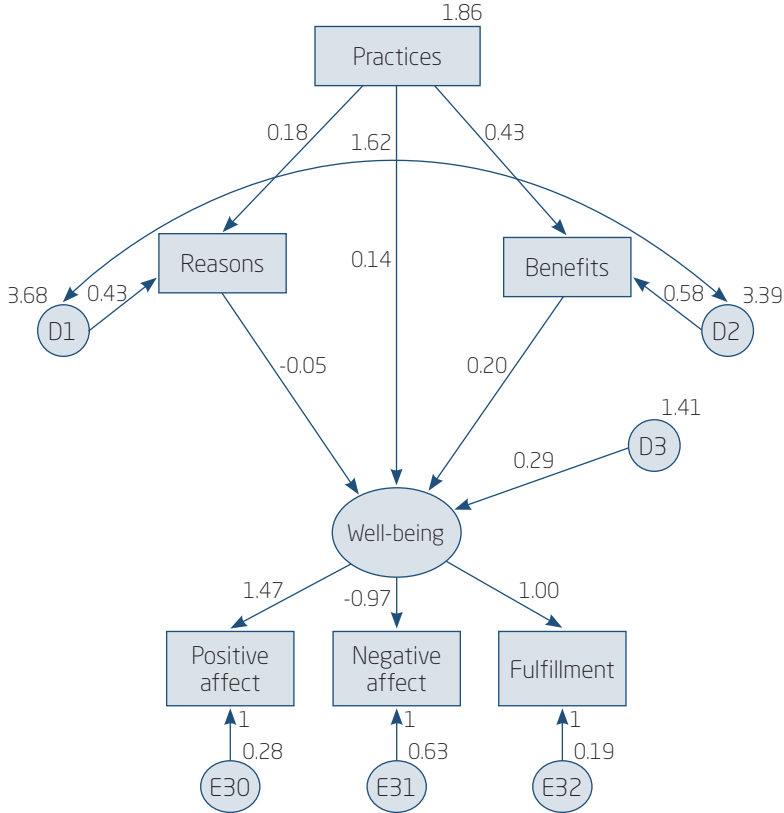 1.86
Practices
0.18
1.62
0.43
Reasons
0.14
Benefits
3.68
0.43
0.58
3.39
D1
D2
-0.05
0.20
1.41
D3
0.29
Well-being
1.47
-0.97
1.00
Positive
affect
Negative
affect
Fulfillment
1
1
1
0.28
0.63
0.19
E30
E31
E32